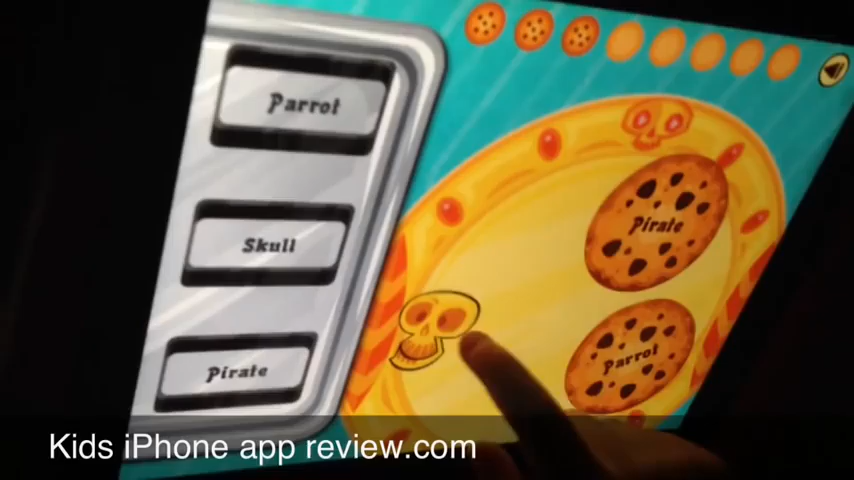 Parrot
Skull
Pirate
Pirate
Parrot
Kids iPhone app review.com